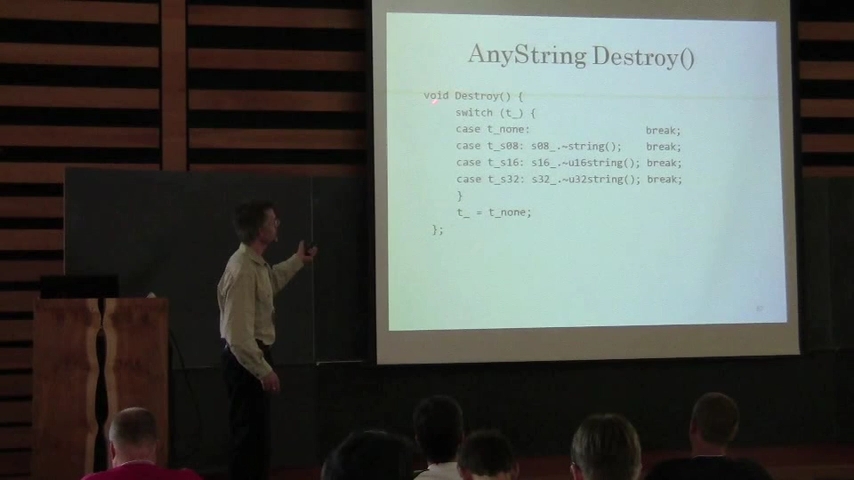 AnyString Destroy()
void Destroy() {
switch (t_) {
case t_none: break;
case t_s08: s08_.~string(); break;
case t_s16: s16_.~u16string(); break;
case t_s32: s32_.~u32string(); break;
}
t_ = t_none;
};